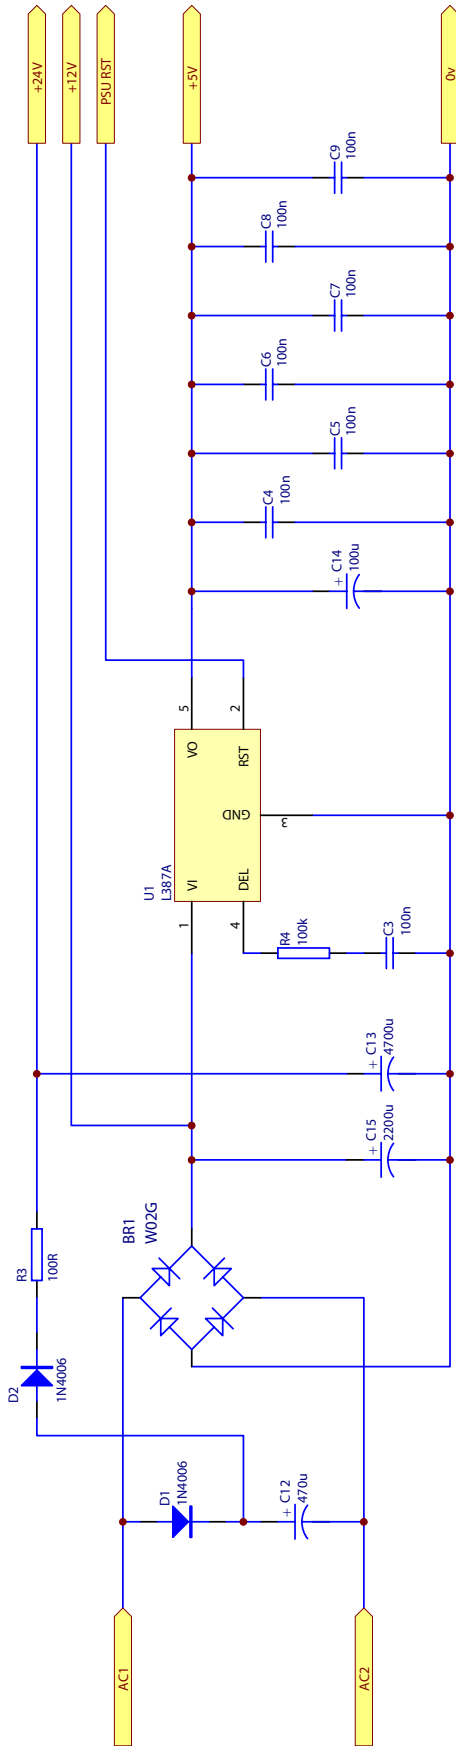 +24V
+12V
PSU RST
+5V
0v
C9
100n
C8
100n
C7
100n
C6
100n
C5
100n
C4
100n
+ C14
100u
5
2
VO
RST
GND
3
VI
DEL
U1
L387A
1
4
R4
100k
C3
100n
+ C13
4700u
+ C15
2200u
BR1
W02G
R3
100R
D2
1N4006
D1
1N4006
+ C12
470u
AC1
AC2